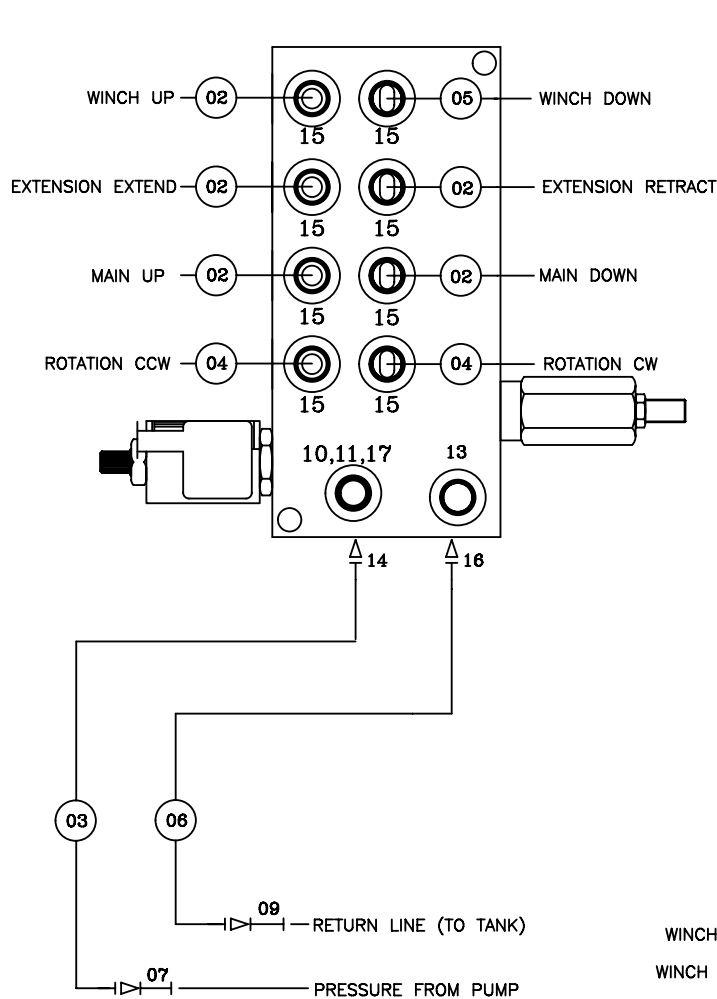 WINCH UP 02 05 WINCH DOWN
15 15
EXTENSION EXTEND 02 02 EXTENSION RETRACT
15 15
MAIN UP 02 02 MAIN DOWN
15 15
ROTATION CCW 04 04 ROTATION CW
15 15
10,11,17 13
14 16
03 06
09
RETURN LINE (TO TANK)
WINCH
WINCH
07
PRESSURE FROM PUMP